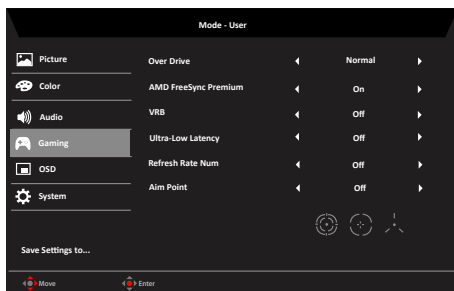 Mode - User
Picture
Color
Audio
Gaming
OSD
System
Over Drive Normal
AMD FreeSync Premium On
VRB Off
Ultra-Low Latency Off
Refresh Rate Num Off
Aim Point Off
Save Settings to...
Move Enter